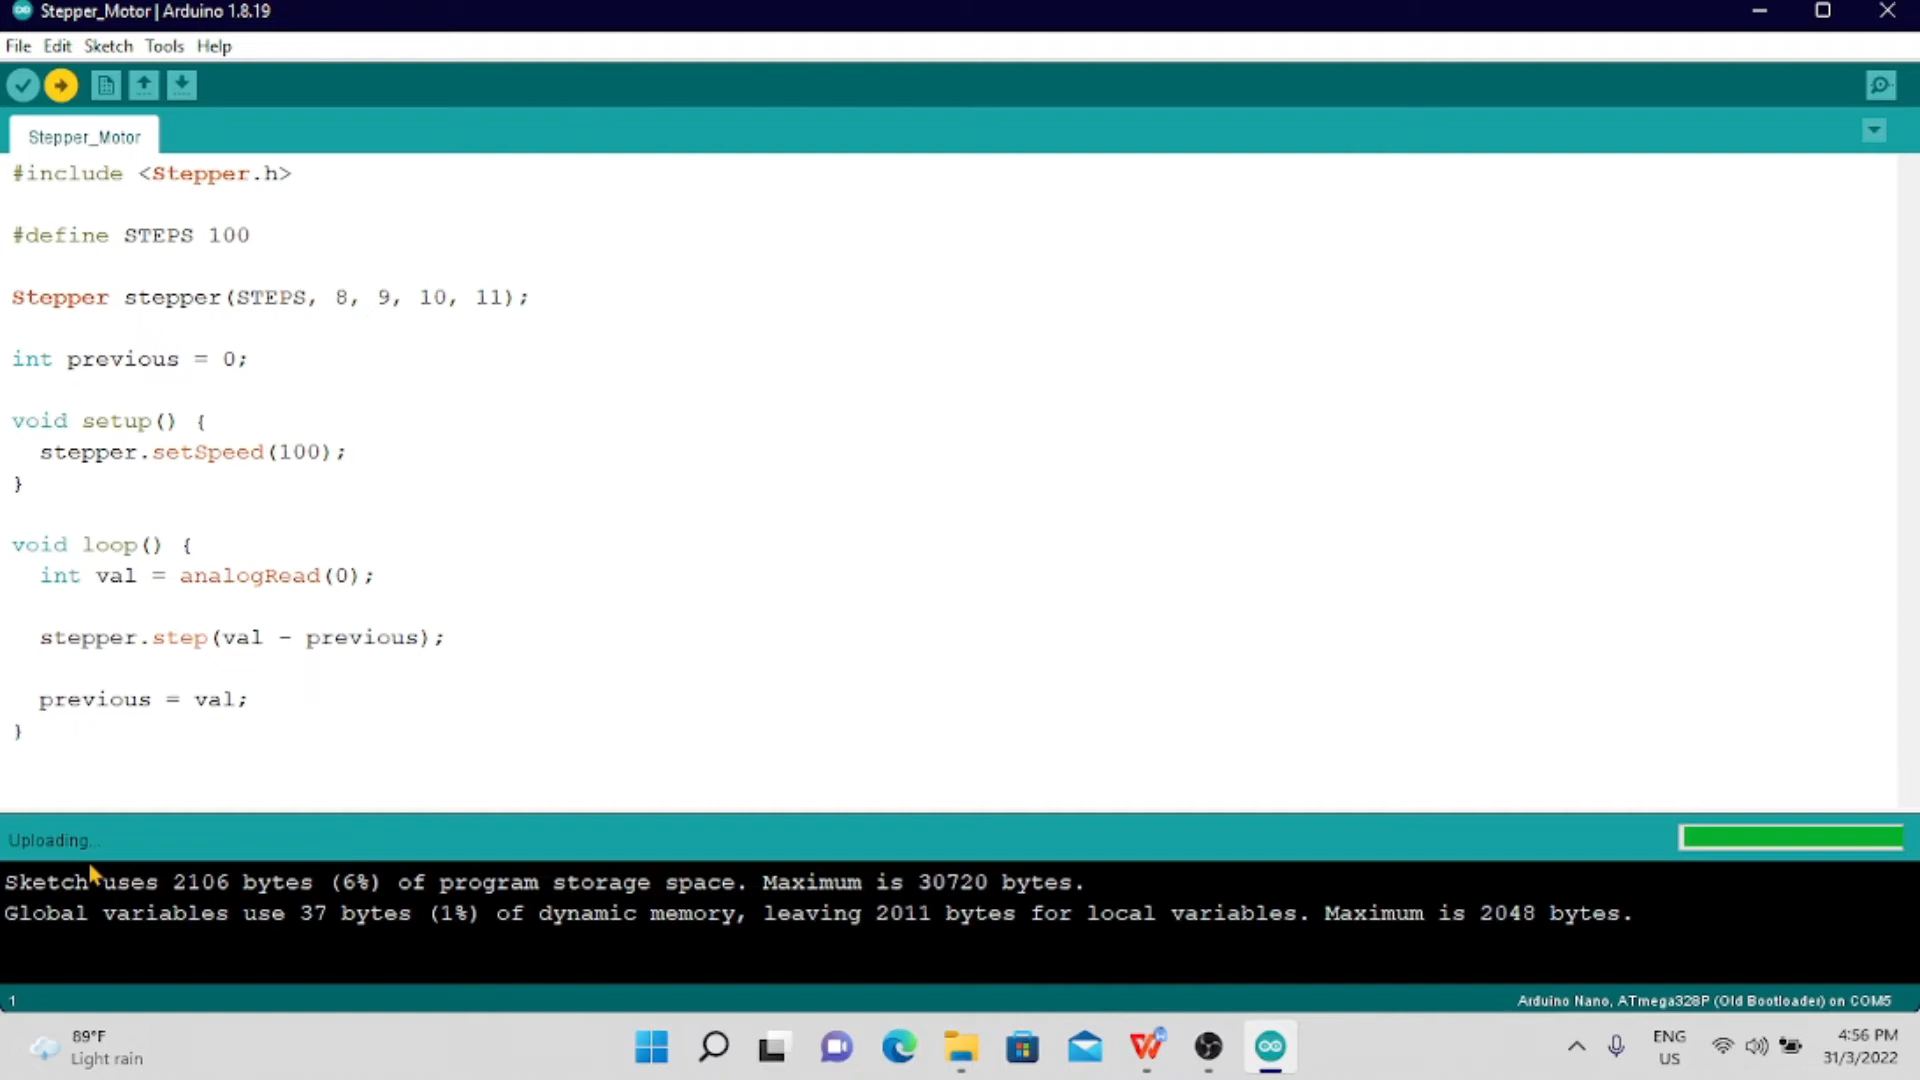 Stepper_Motor | Arduino 1.8.19
File Edit Sketch Tools Help
Stepper_Motor
#include <Stepper.h>
#define STEPS 100
Stepper stepper(STEPS, 8, 9, 10, 11);
int previous = 0;
void setup() {
  stepper.setSpeed(100);
}
void loop() {
  int val = analogRead(0);
  stepper.step(val - previous);
  previous = val;
}
Uploading...
Sketch uses 2106 bytes (6%) of program storage space. Maximum is 30720 bytes.
Global variables use 37 bytes (1%) of dynamic memory, leaving 2011 bytes for local variables. Maximum is 2048 bytes.
1 Arduino Nano, ATmega328P (Old Bootloader) on COM5
89°F
Light rain
ENG
US
4:56 PM
31/3/2022